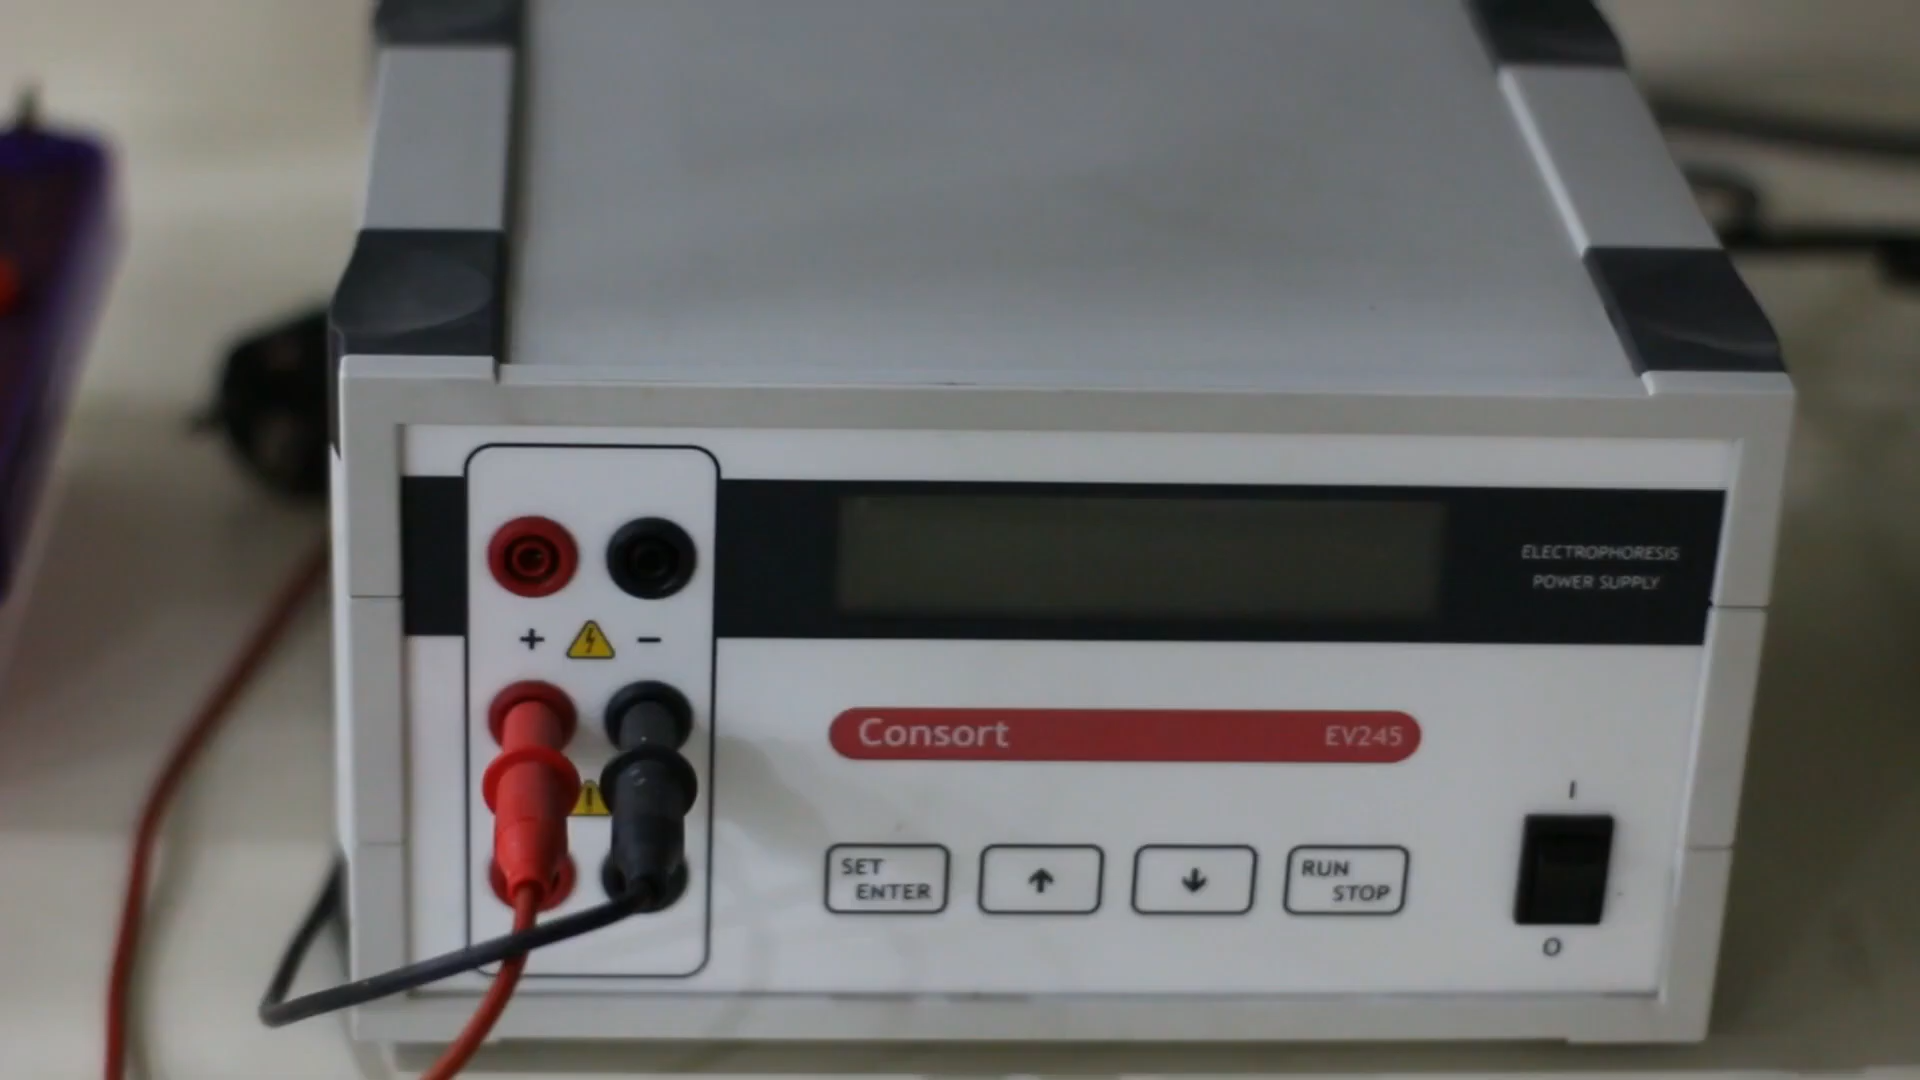 ELECTROPHORESIS
POWER SUPPLY
+ −
Consort EV245
I
SET
ENTER
RUN
STOP
O